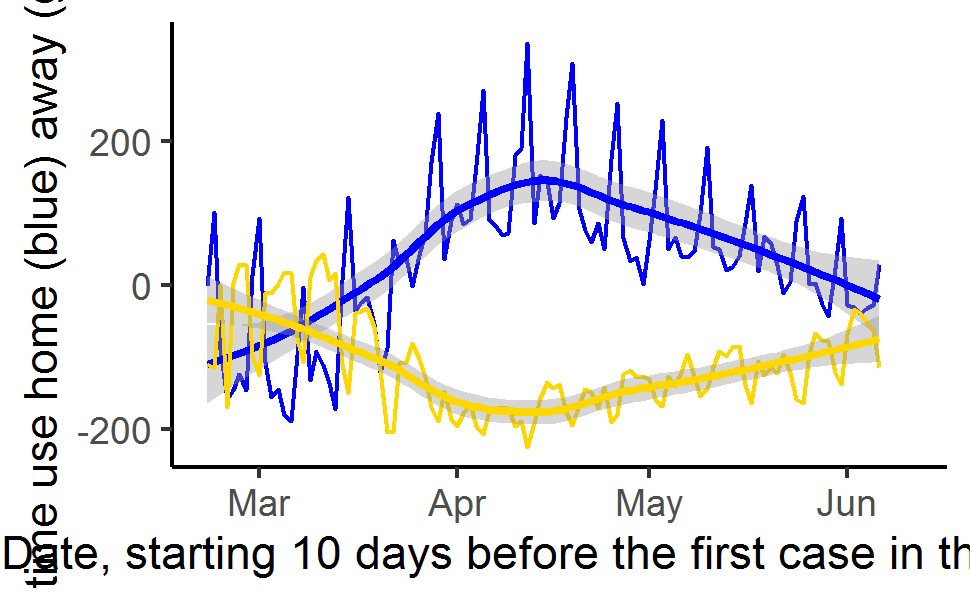 time use home (blue) away (
200
0
-200
Mar Apr May Jun
Date, starting 10 days before the first case in th